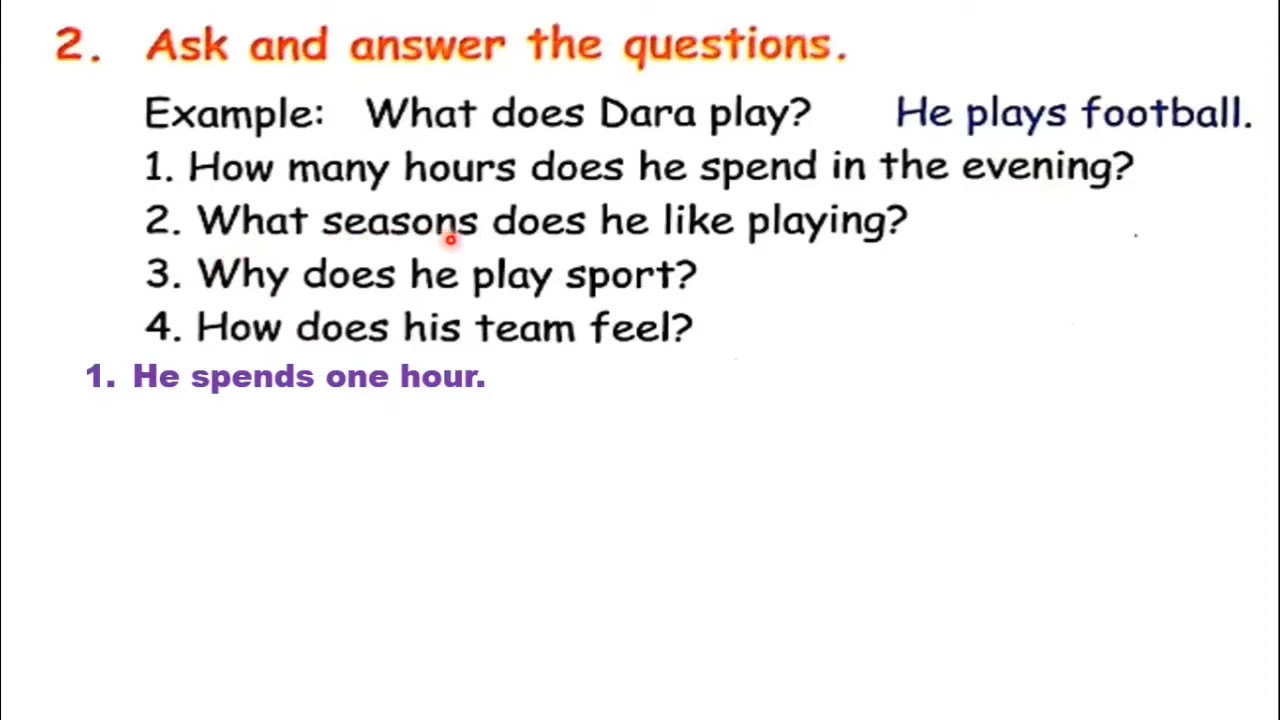 2. Ask and answer the questions.
Example: What does Dara play? He plays football.
1. How many hours does he spend in the evening?
2. What seasons does he like playing?
3. Why does he play sport?
4. How does his team feel?
1. He spends one hour.